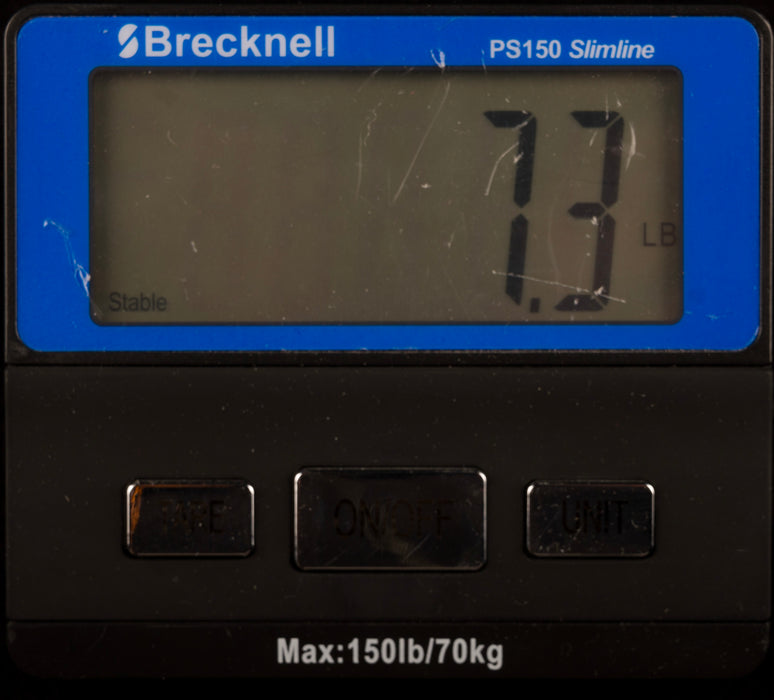 Brecknell
PS150 Slimline
7.3
LB
Stable
TARE
ON/OFF
UNIT
Max:150lb/70kg